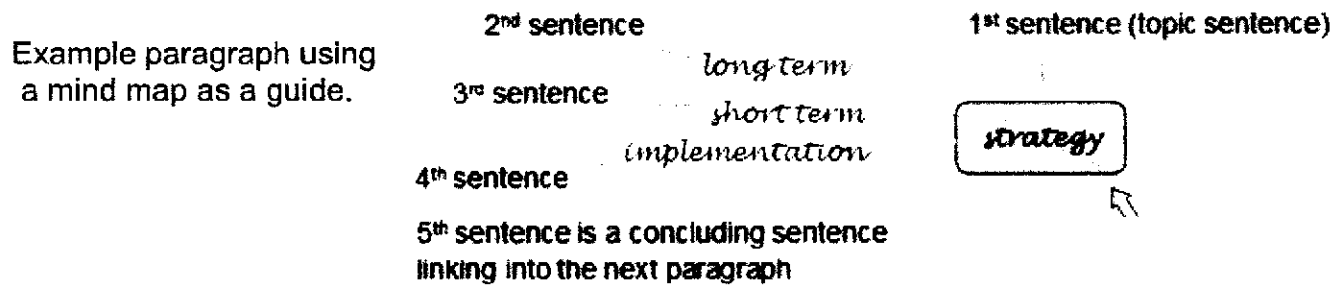 Example paragraph using
a mind map as a guide.
2nd sentence
long term
3rd sentence
short term
implementation
4th sentence
5th sentence is a concluding sentence
linking into the next paragraph
1st sentence (topic sentence)
strategy